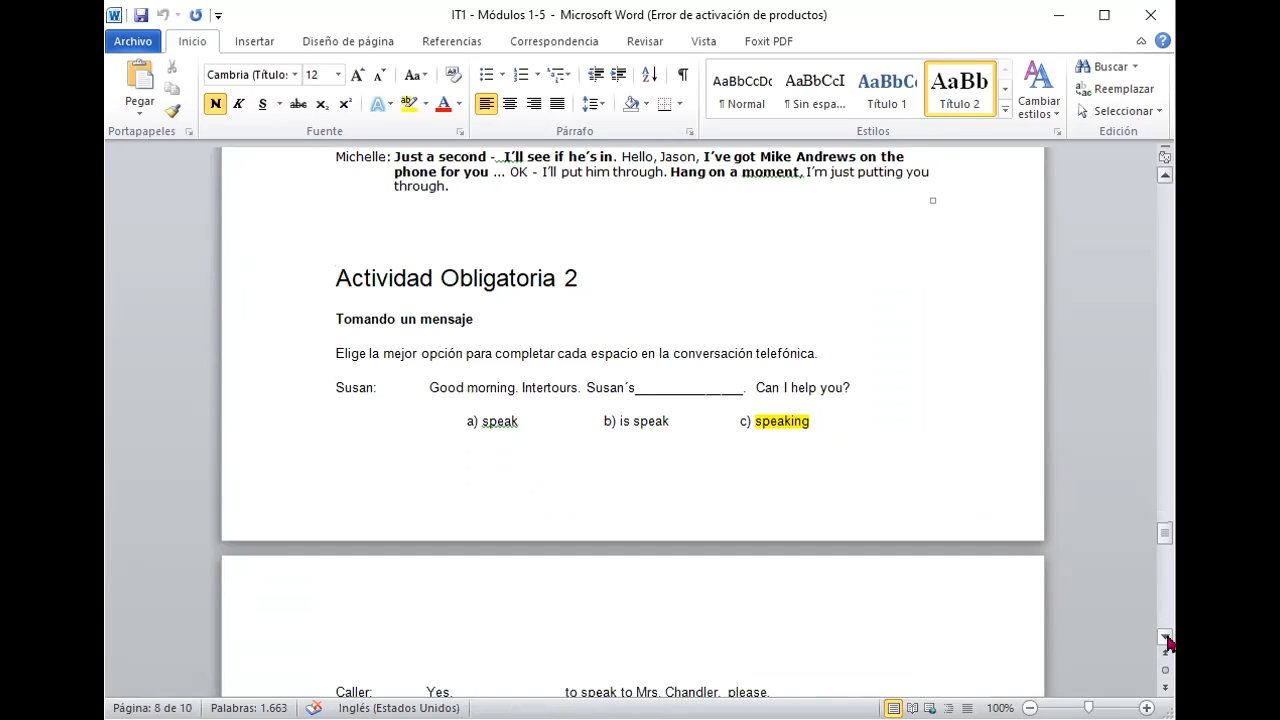 IT1 - Módulos 1-5 - Microsoft Word (Error de activación de productos)
Archivo Inicio Insertar Diseño de página Referencias Correspondencia Revisar Vista Foxit PDF
Pegar
Portapapeles
Cambria (Título: 12
N K S abc x₂ x² A A Aa A A
Fuente
Párrafo
AaBbCcDc AaBbCcI AaBbC AaBb
¶ Normal ¶ Sin espa... Título 1 Título 2
Cambiar estilos
Estilos
Buscar
Reemplazar
Seleccionar
Edición
Michelle: Just a second - I´ll see if he's in. Hello, Jason, I've got Mike Andrews on the
phone for you ... OK - I'll put him through. Hang on a moment, I'm just putting you
through.
Actividad Obligatoria 2
Tomando un mensaje
Elige la mejor opción para completar cada espacio en la conversación telefónica.
Susan: Good morning. Intertours. Susan´s_______________. Can I help you?
a) speak b) is speak c) speaking
Caller: Yes, _______________ to speak to Mrs. Chandler, please.
Página: 8 de 10 Palabras: 1.663 Inglés (Estados Unidos) 100%